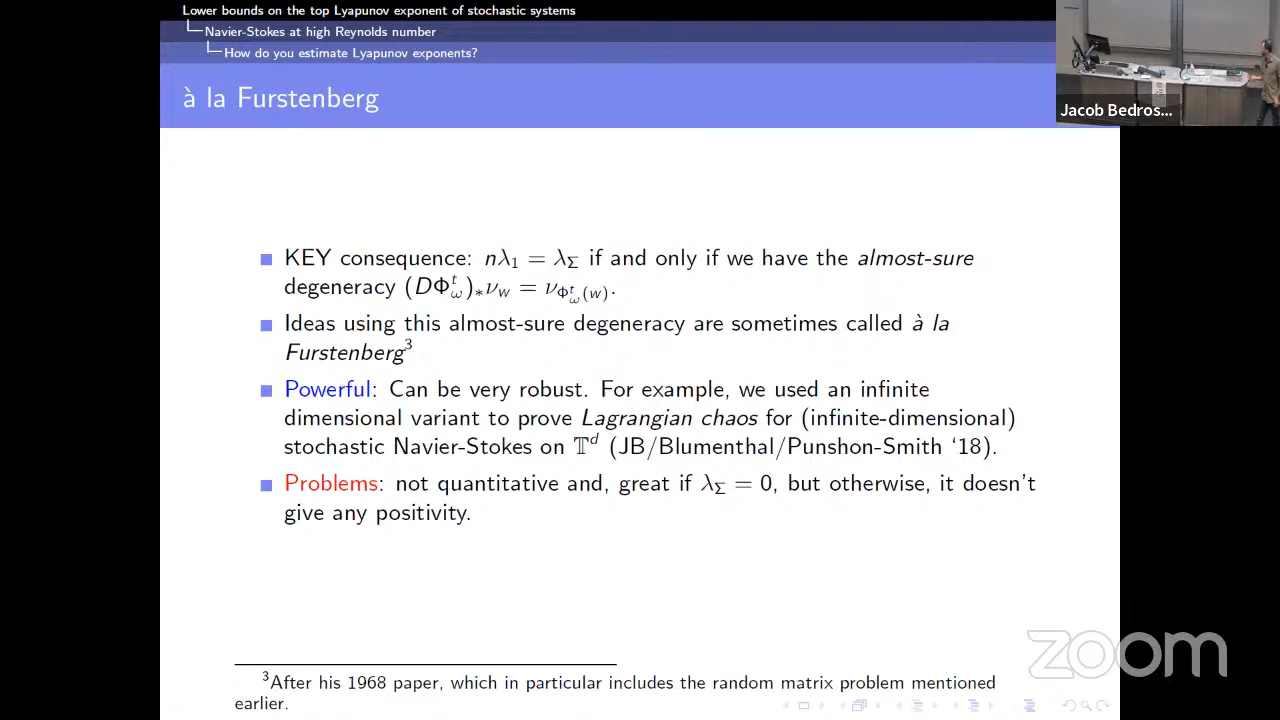 Lower bounds on the top Lyapunov exponent of stochastic systems
Navier-Stokes at high Reynolds number
How do you estimate Lyapunov exponents?
à la Furstenberg
Jacob Bedros...
KEY consequence: nλ₁ = λ_Σ if and only if we have the almost-sure
degeneracy (DΦ^t_ω)_*ν_w = ν_{Φ^t_ω(w)}.
Ideas using this almost-sure degeneracy are sometimes called à la
Furstenberg³
Powerful: Can be very robust. For example, we used an infinite
dimensional variant to prove Lagrangian chaos for (infinite-dimensional)
stochastic Navier-Stokes on 𝕋^d (JB/Blumenthal/Punshon-Smith ‘18).
Problems: not quantitative and, great if λ_Σ = 0, but otherwise, it doesn't
give any positivity.
³After his 1968 paper, which in particular includes the random matrix problem mentioned
earlier.
zoom